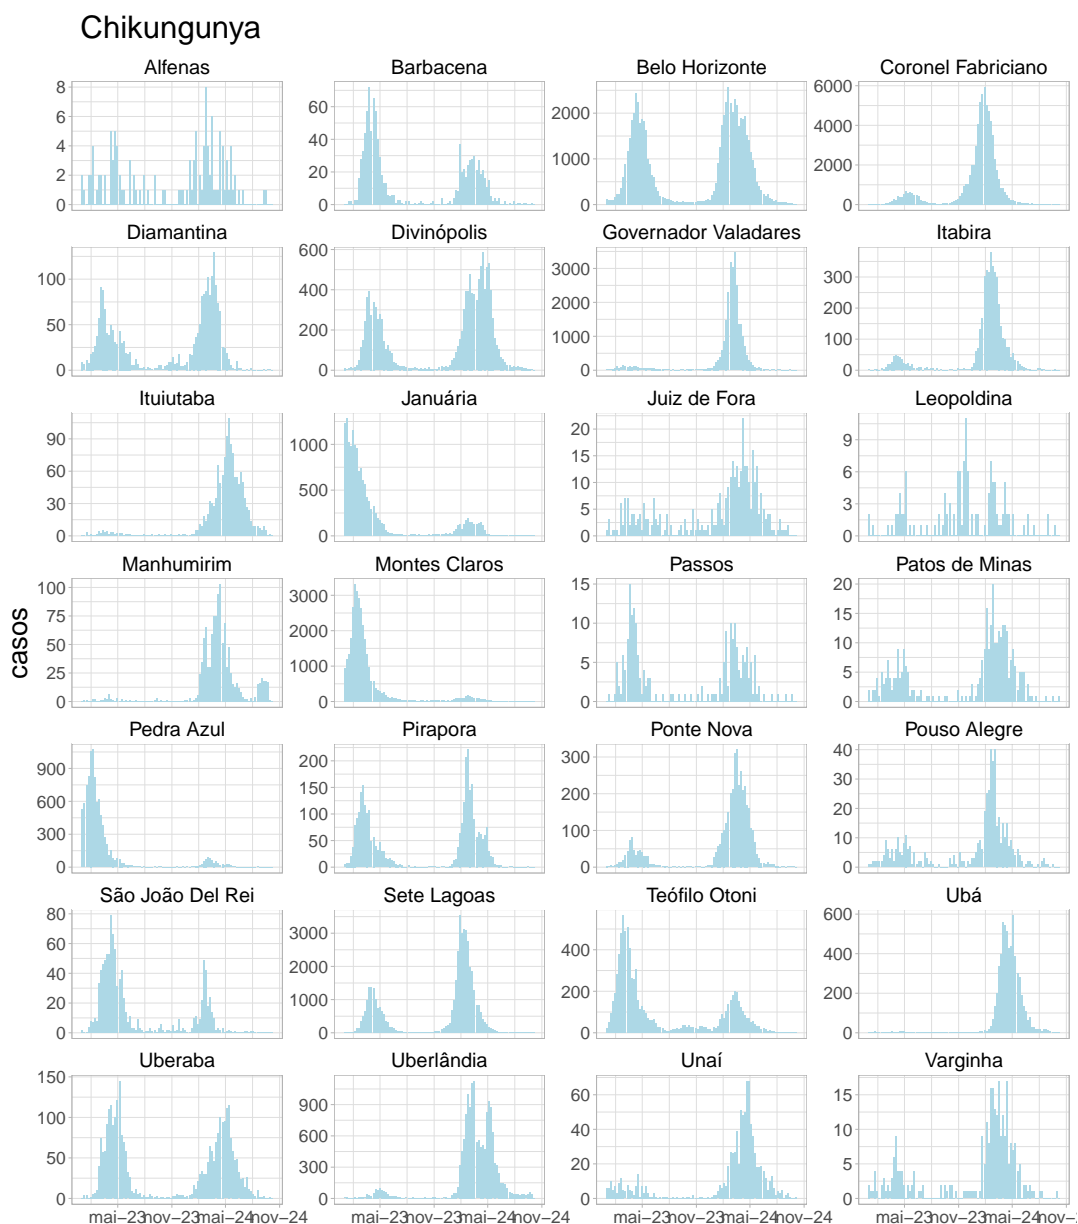 Chikungunya
Alfenas Barbacena Belo Horizonte Coronel Fabriciano
8 6 4 2 0
60 40 20 0
2000 1000 0
6000 4000 2000 0
Diamantina Divinópolis Governador Valadares Itabira
100 50 0
600 400 200 0
3000 2000 1000 0
300 200 100 0
Ituiutaba Januária Juiz de Fora Leopoldina
90 60 30 0
1000 500 0
20 15 10 5 0
9 6 3 0
Manhumirim Montes Claros Passos Patos de Minas
100 75 50 25 0
3000 2000 1000 0
15 10 5 0
20 15 10 5 0
casos
Pedra Azul Pirapora Ponte Nova Pouso Alegre
900 600 300 0
200 150 100 50 0
300 200 100 0
40 30 20 10 0
São João Del Rei Sete Lagoas Teófilo Otoni Ubá
80 60 40 20 0
3000 2000 1000 0
400 200 0
600 400 200 0
Uberaba Uberlândia Unaí Varginha
150 100 50 0
900 600 300 0
60 40 20 0
15 10 5 0
mai–23 nov–23 mai–24 nov–24 mai–23 nov–23 mai–24 nov–24 mai–23 nov–23 mai–24 nov–24 mai–23 nov–23 mai–24 nov–24